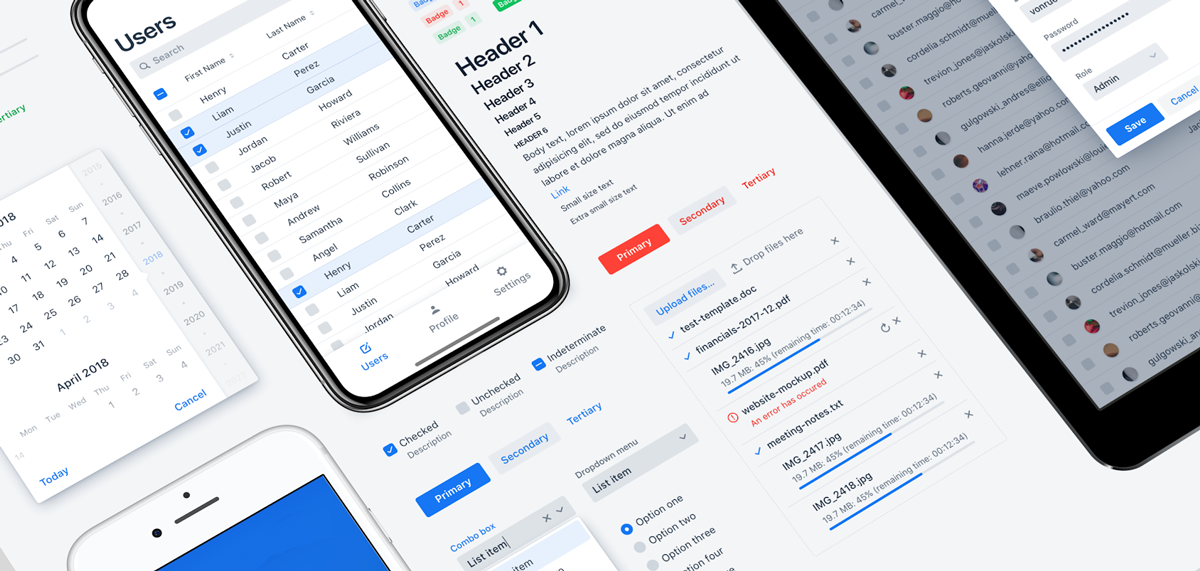 Users
Search
First Name
Last Name
Henry
Carter
Liam
Perez
Justin
Garcia
Jordan
Howard
Jacob
Riviera
Robert
Williams
Maya
Sullivan
Andrew
Robinson
Samantha
Collins
Angel
Clark
Henry
Carter
Liam
Perez
Justin
Garcia
Jordan
Howard
Users
Profile
Settings
Badge 1
Badge 1
Header 1
Header 2
Header 3
Header 4
Header 5
HEADER 6
Body text, lorem ipsum dolor sit amet, consectetur
adipisicing elit, sed do eiusmod tempor incididunt ut
labore et dolore magna aliqua. Ut enim ad
Link
Small size text
Extra small size text
Primary
Secondary
Tertiary
Upload files...
Drop files here
test-template.doc
financials-2017-12.pdf
IMG_2416.jpg
19.7 MB: 45% (remaining time: 00:12:34)
website-mockup.pdf
An error has occured
meeting-notes.txt
IMG_2417.jpg
19.7 MB: 45% (remaining time: 00:12:34)
IMG_2418.jpg
19.7 MB: 45% (remaining time: 00:12:34)
Checked
Description
Unchecked
Description
Indeterminate
Description
Primary
Secondary
Tertiary
Combo box
List item
Dropdown menu
List item
Option one
Option two
Option three
2018
Thu Fri Sat Sun
4 5 6 7
11 12 13 14
17 18 19 20 21
23 24 25 26 27 28
30 31 1 2 3 4
April 2018
Mon Tue Wed Thu Fri Sat Sun
1 2 3 4
2015
2016
2017
2018
2019
2020
2021
Today
Cancel
Password
Role
Admin
Save
Cancel
buster.maggio@hotmail
cordelia.schmidt@mueller
trevion_jones@jaskolski
roberts.geovanni@yahoo
gulgowski_andres@
hanna.jerde@yahoo.com
lehner.raina@hotmail.com
maeve.powlowski@
braulio.thiel@yahoo.com
carmel_ward@mayert.com
buster.maggio@hotmail.com
cordelia.schmidt@mueller.biz
trevion_jones@jaskolski
roberts.geovanni@
gulgowski_andres